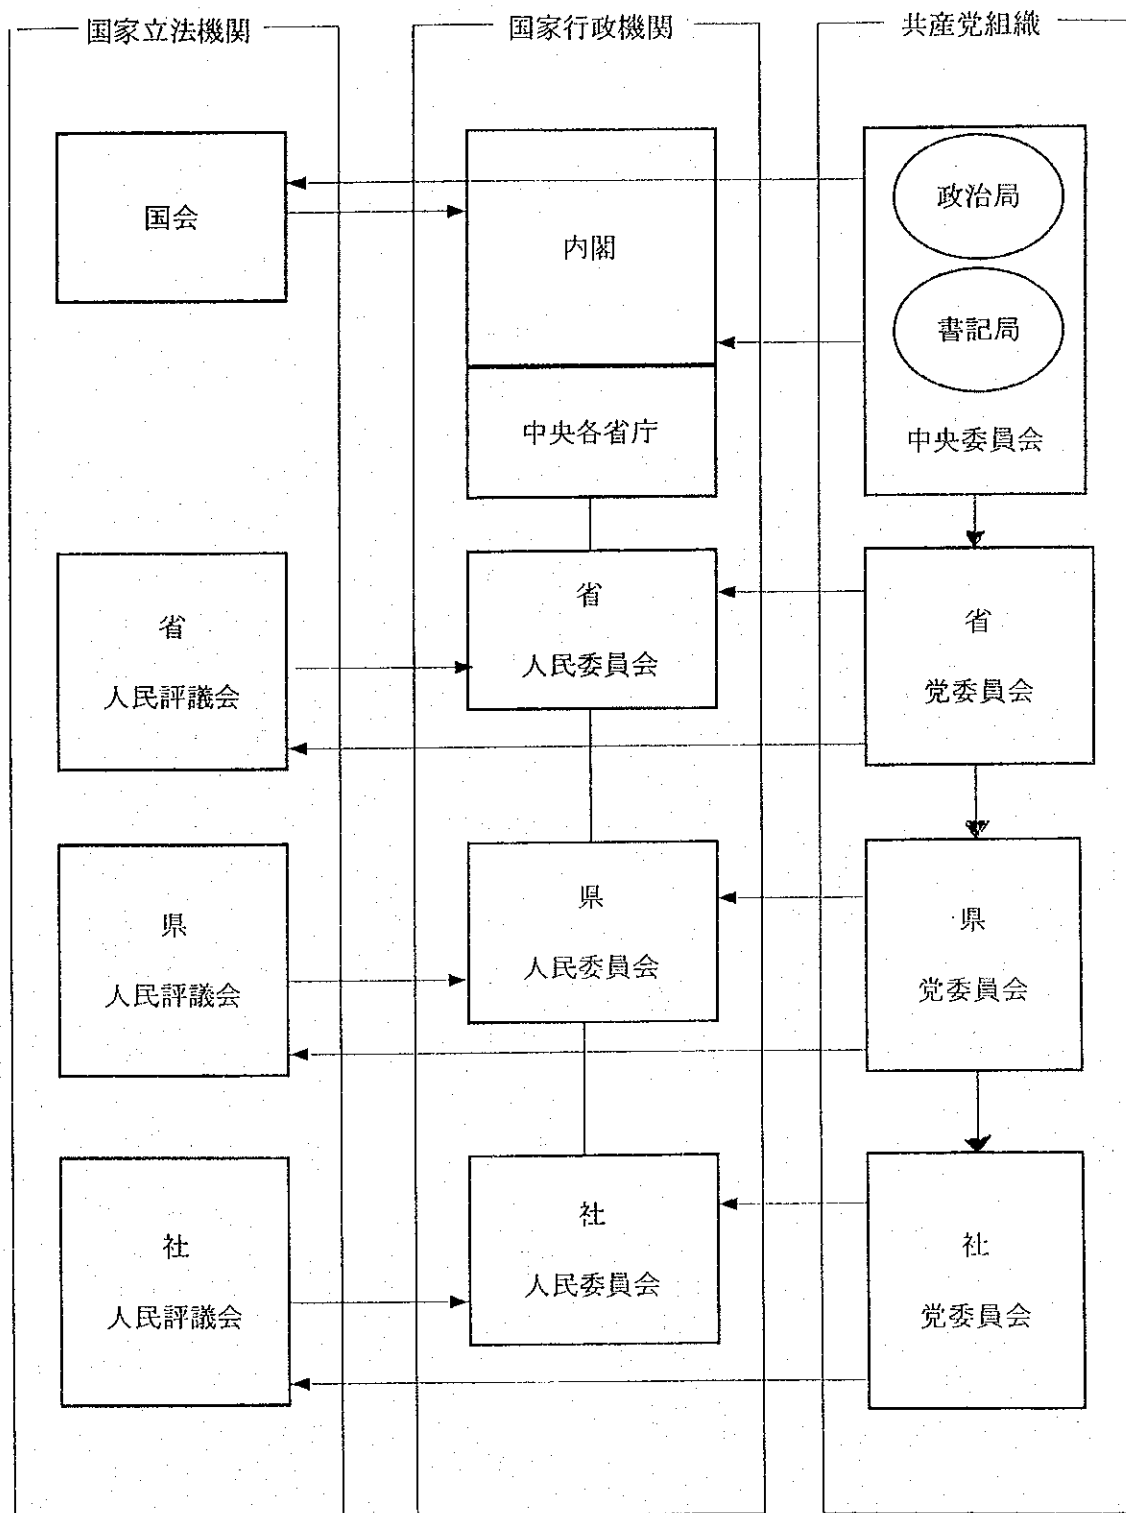 国家立法機関
国家行政機関
共産党組織
国会
内閣
中央各省庁
政治局
書記局
中央委員会
省
人民評議会
省
人民委員会
省
党委員会
県
人民評議会
県
人民委員会
県
党委員会
社
人民評議会
社
人民委員会
社
党委員会